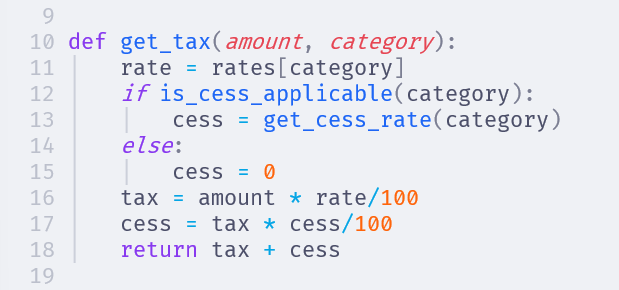 9
10 def get_tax(amount, category):
11     rate = rates[category]
12     if is_cess_applicable(category):
13         cess = get_cess_rate(category)
14     else:
15         cess = 0
16     tax = amount * rate/100
17     cess = tax * cess/100
18     return tax + cess
19